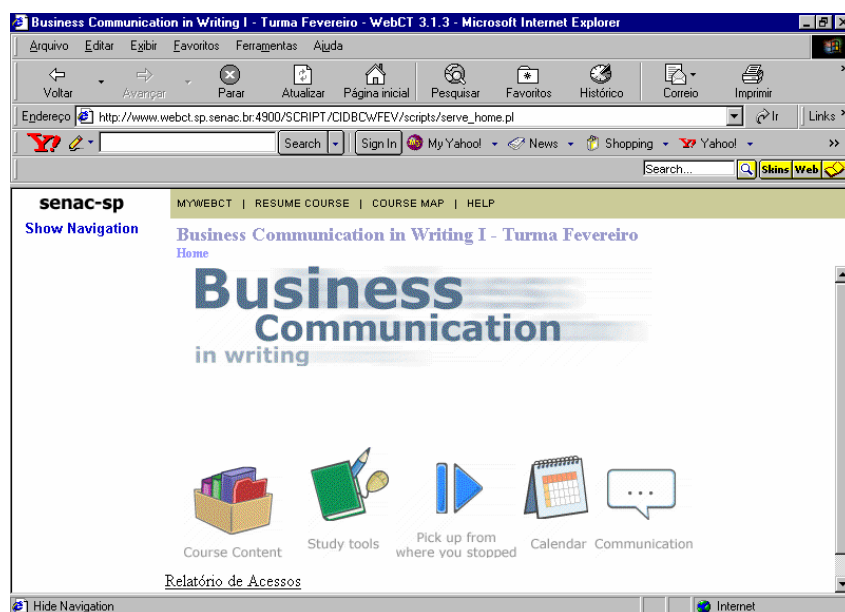 Business Communication in Writing I - Turma Fevereiro - WebCT 3.1.3 - Microsoft Internet Explorer
Arquivo Editar Exibir Favoritos Ferramentas Ajuda
Voltar Avançar Parar Atualizar Página inicial Pesquisar Favoritos Histórico Correio Imprimir
Endereço http://www.webct.sp.senac.br:4900/SCRIPT/CIDBCWFEV/scripts/serve_home.pl Ir Links
Y! Search Sign In My Yahoo! News Shopping Y! Yahoo!
Search... Skins Web
senac-sp MYWEBCT | RESUME COURSE | COURSE MAP | HELP
Show Navigation
Business Communication in Writing I - Turma Fevereiro
Home
Business
Communication
in writing
Course Content Study tools Pick up from where you stopped Calendar Communication
Relatório de Acessos
Hide Navigation Internet